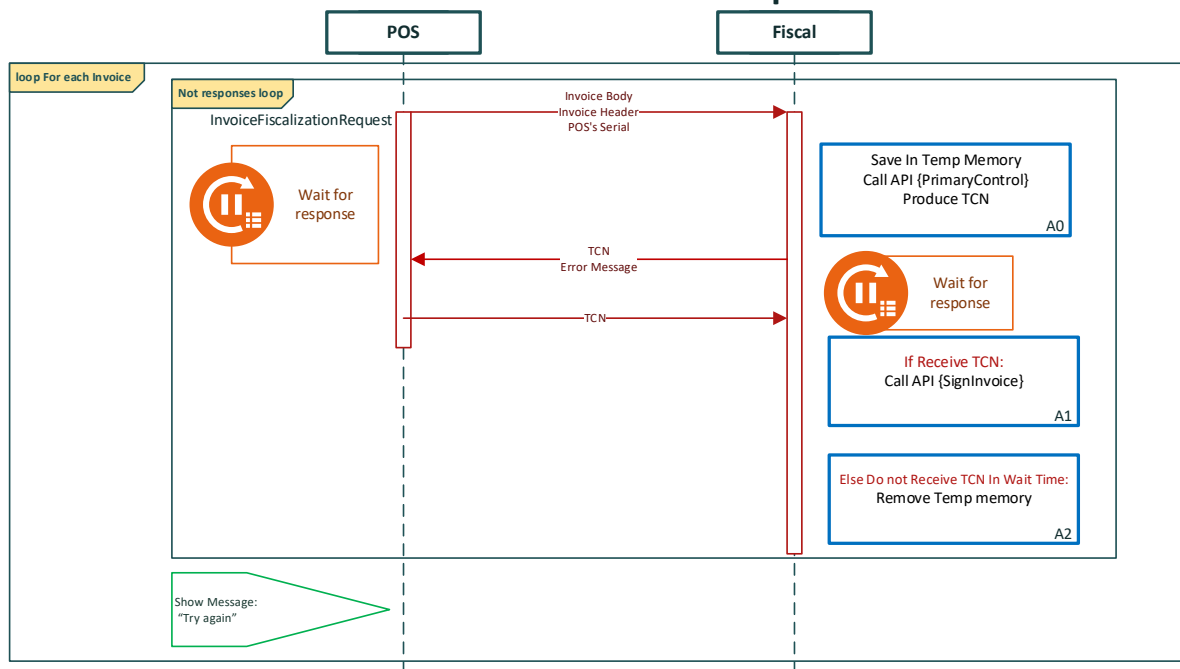 POS
Fiscal
loop For each Invoice
Not responses loop
InvoiceFiscalizationRequest
Invoice Body
Invoice Header
POS's Serial
Wait for
response
Save In Temp Memory
Call API {PrimaryControl}
Produce TCN
A0
TCN
Error Message
Wait for
response
TCN
If Receive TCN:
Call API {SignInvoice}
A1
Else Do not Receive TCN In Wait Time:
Remove Temp memory
A2
Show Message:
“Try again”